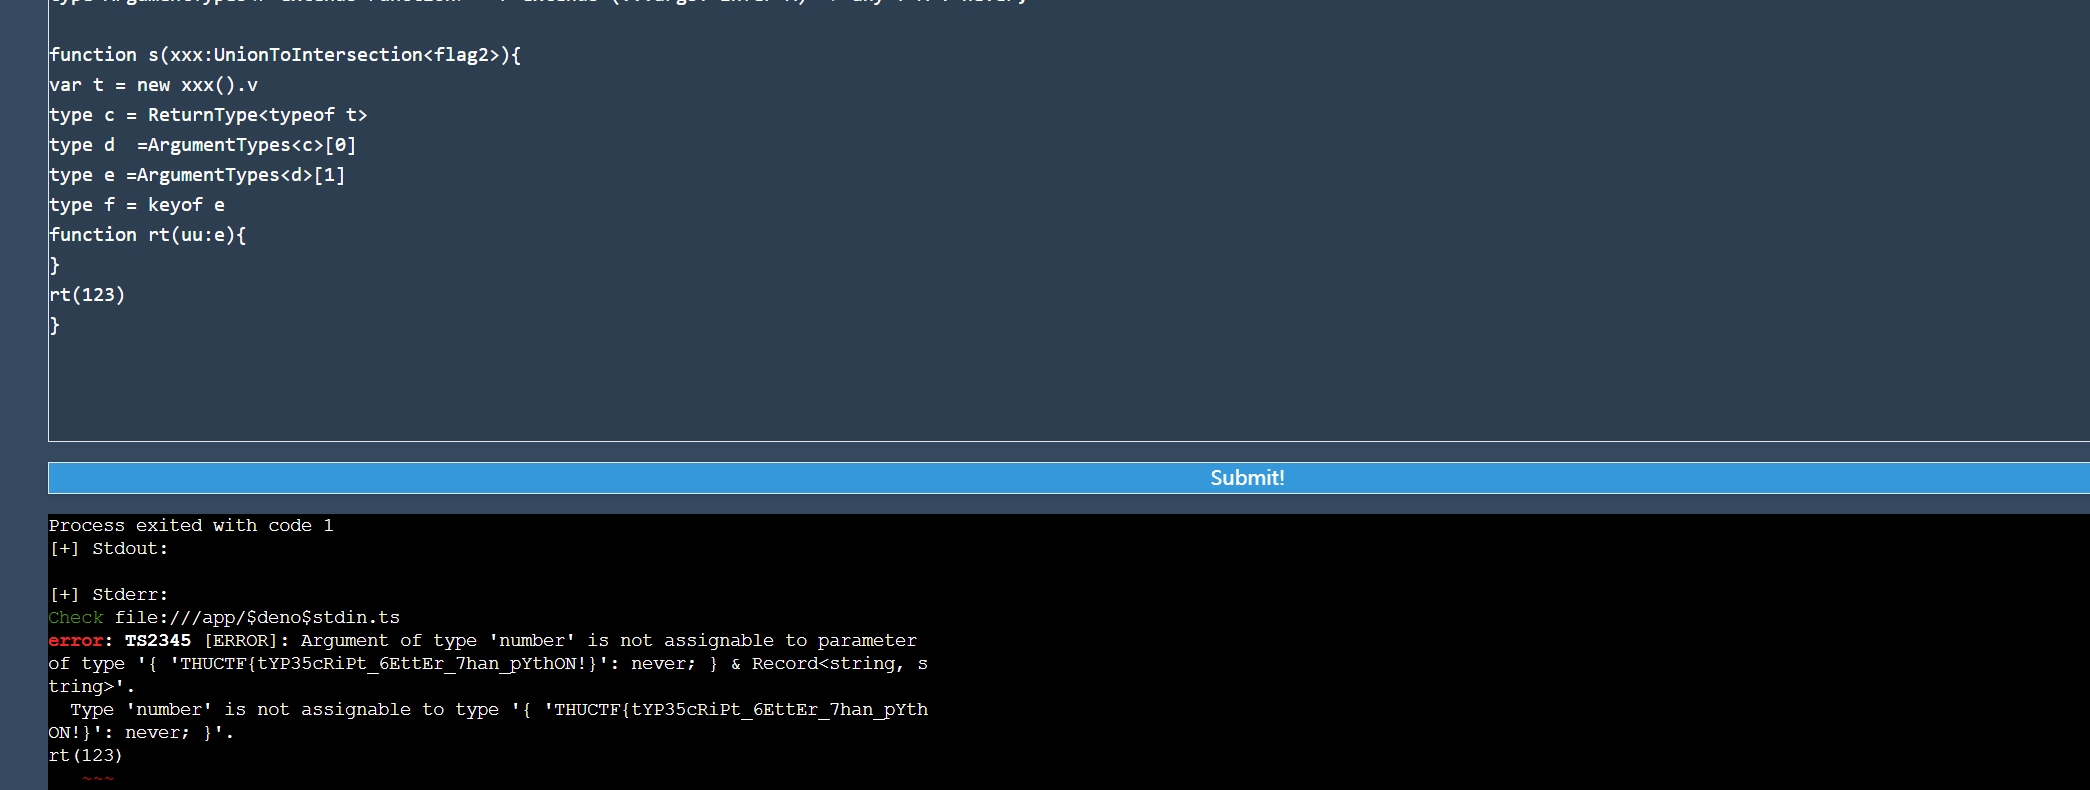 function s(xxx:UnionToIntersection<flag2>){
var t = new xxx().v
type c = ReturnType<typeof t>
type d  =ArgumentTypes<c>[0]
type e =ArgumentTypes<d>[1]
type f = keyof e
function rt(uu:e){
}
rt(123)
}
Submit!
Process exited with code 1
[+] Stdout:
[+] Stderr:
Check file:///app/$deno$stdin.ts
error: TS2345 [ERROR]: Argument of type 'number' is not assignable to parameter
of type '{ 'THUCTF{tYP35cRiPt_6EttEr_7han_pYthON!}': never; } & Record<string, s
tring>'.
  Type 'number' is not assignable to type '{ 'THUCTF{tYP35cRiPt_6EttEr_7han_pYth
ON!}': never; }'.
rt(123)
~~~